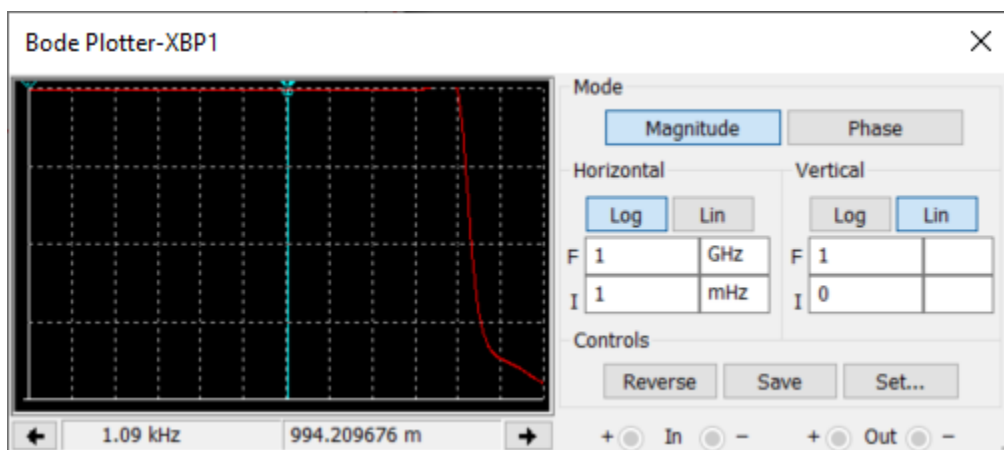 Bode Plotter-XBP1
Mode
Magnitude Phase
Horizontal Vertical
Log Lin Log Lin
F 1 GHz F 1
I 1 mHz I 0
Controls
Reverse Save Set...
1.09 kHz 994.209676 m + In - + Out -